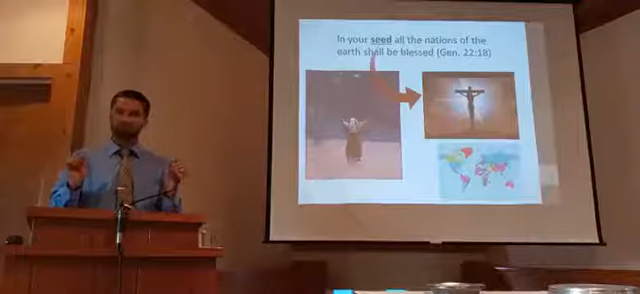 In your seed all the nations of the
earth shall be blessed (Gen. 22:18)